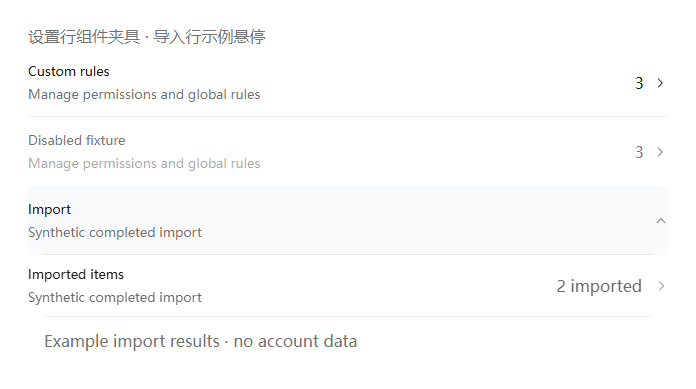 设置行组件夹具 · 导入行示例悬停
Custom rules
3
Manage permissions and global rules
Disabled fixture
3
Manage permissions and global rules
Import
Synthetic completed import
Imported items
2 imported
Synthetic completed import
Example import results · no account data